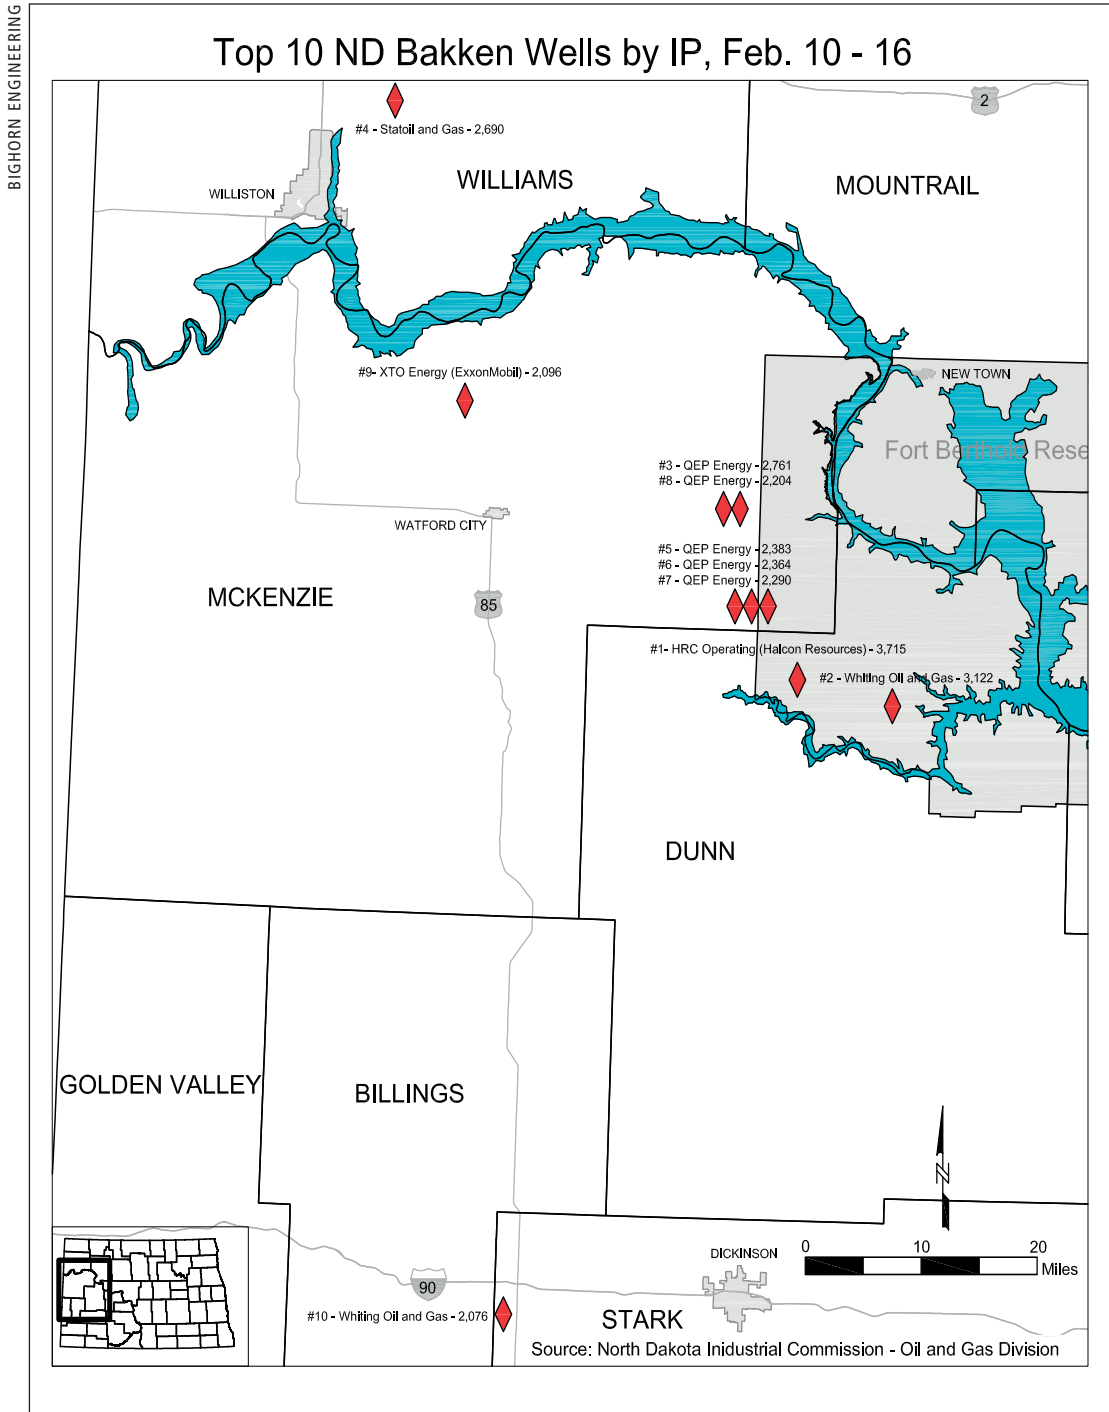 BIGHORN ENGINEERING
Top 10 ND Bakken Wells by IP, Feb. 10 - 16
2
#4 - Statoil and Gas - 2,690
WILLIAMS
MOUNTRAIL
WILLISTON
#9- XTO Energy (ExxonMobil) - 2,096
NEW TOWN
Fort Berthold Rese
#3 - QEP Energy - 2,761
#8 - QEP Energy - 2,204
WATFORD CITY
#5 - QEP Energy - 2,383
#6 - QEP Energy - 2,364
#7 - QEP Energy - 2,290
MCKENZIE
85
#1- HRC Operating (Halcon Resources) - 3,715
#2 - Whiting Oil and Gas - 3,122
DUNN
GOLDEN VALLEY
BILLINGS
N
DICKINSON
0 10 20
Miles
90
#10 - Whiting Oil and Gas - 2,076
STARK
Source: North Dakota Inidustrial Commission - Oil and Gas Division